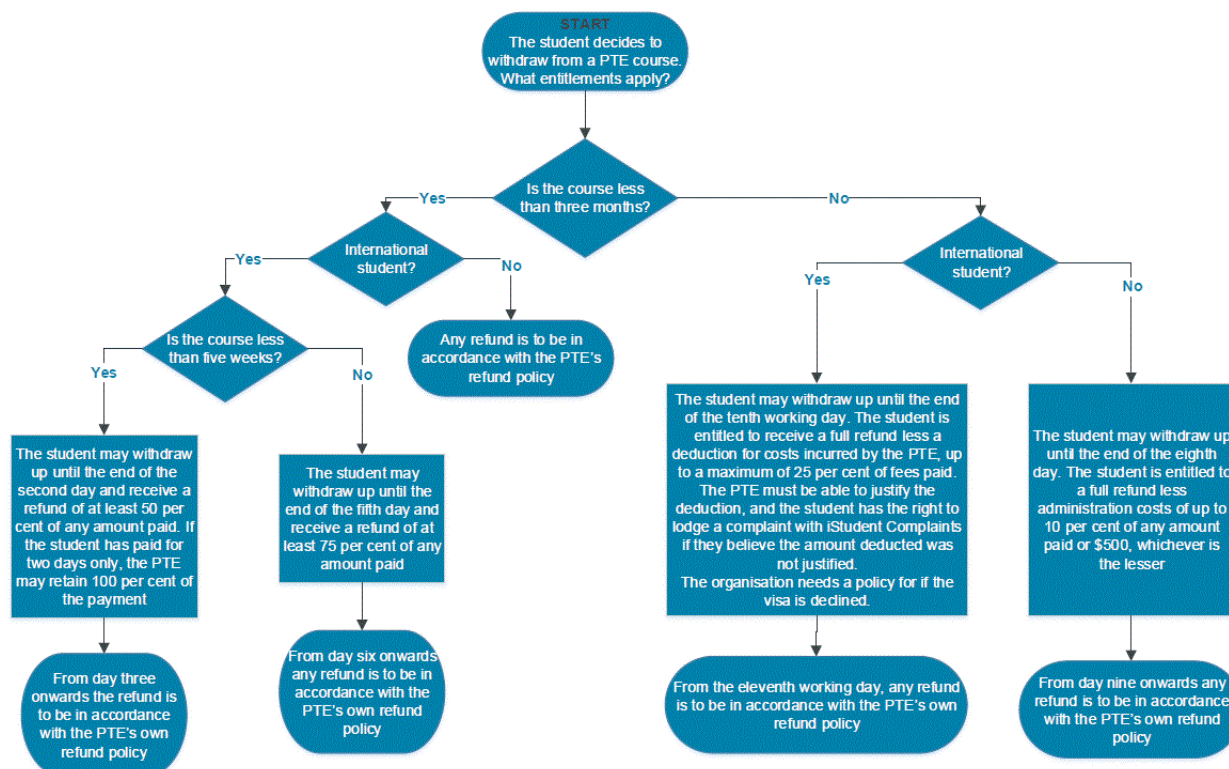 START
The student decides to
withdraw from a PTE course.
What entitlements apply?
Is the course less
than three months?
Yes
No
International
student?
International
student?
Yes
No
Yes
No
Is the course less
than five weeks?
Any refund is to be in
accordance with the PTE's
refund policy
Yes
No
The student may withdraw
up until the end of the
second day and receive a
refund of at least 50 per
cent of any amount paid. If
the student has paid for
two days only, the PTE
may retain 100 per cent of
the payment
The student may
withdraw up until the
end of the fifth day and
receive a refund of at
least 75 per cent of any
amount paid
The student may withdraw up until the end
of the tenth working day. The student is
entitled to receive a full refund less a
deduction for costs incurred by the PTE, up
to a maximum of 25 per cent of fees paid.
The PTE must be able to justify the
deduction, and the student has the right to
lodge a complaint with iStudent Complaints
if they believe the amount deducted was
not justified.
The organisation needs a policy for if the
visa is declined.
The student may withdraw up
until the end of the eighth
day. The student is entitled to
a full refund less
administration costs of up to
10 per cent of any amount
paid or $500, whichever is
the lesser
From day three
onwards the refund is
to be in accordance
with the PTE's own
refund policy
From day six onwards
any refund is to be in
accordance with the
PTE's own refund
policy
From the eleventh working day, any refund
is to be in accordance with the PTE's own
refund policy
From day nine onwards any
refund is to be in accordance
with the PTE's own refund
policy